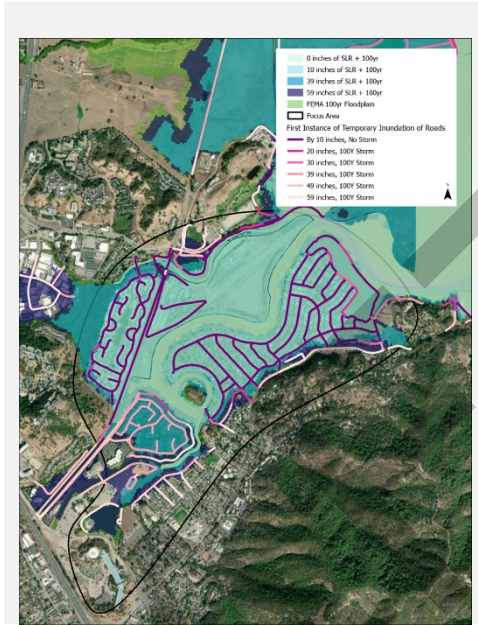 0 inches of SLR + 100yr
10 inches of SLR + 100yr
39 inches of SLR + 100yr
59 inches of SLR + 100yr
FEMA 100yr Floodplain
Focus Area
First Instance of Temporary Inundation of Roads
By 10 inches, No Storm
20 inches, 100Y Storm
30 inches, 100Y Storm
39 inches, 100Y Storm
49 inches, 100Y Storm
59 inches, 100Y Storm